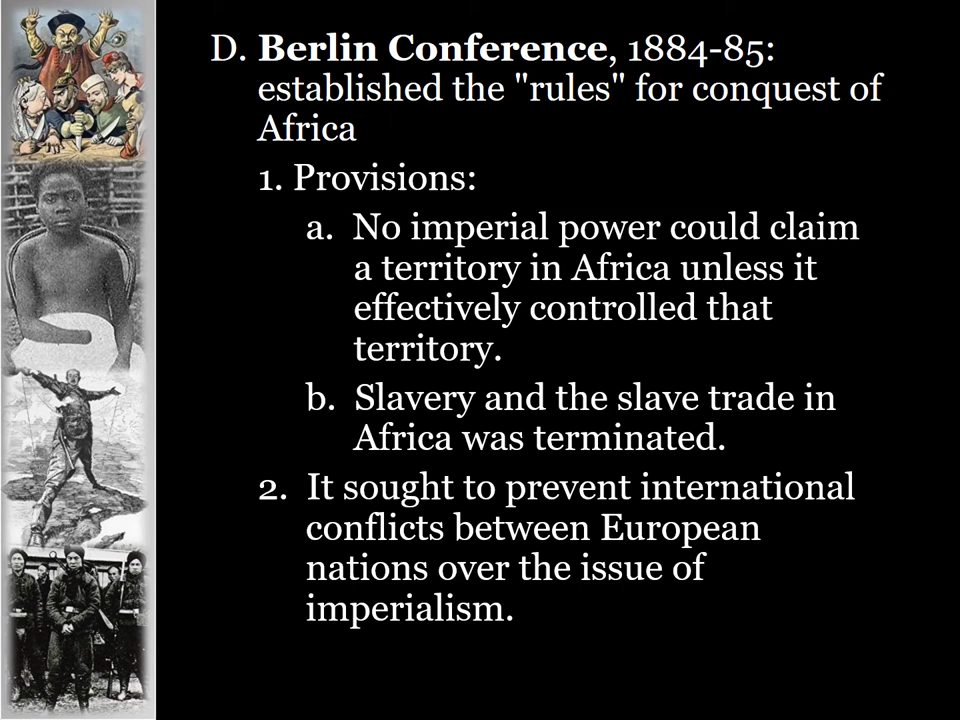 D. Berlin Conference, 1884-85:
established the "rules" for conquest of
Africa
1. Provisions:
a. No imperial power could claim
a territory in Africa unless it
effectively controlled that
territory.
b. Slavery and the slave trade in
Africa was terminated.
2. It sought to prevent international
conflicts between European
nations over the issue of
imperialism.